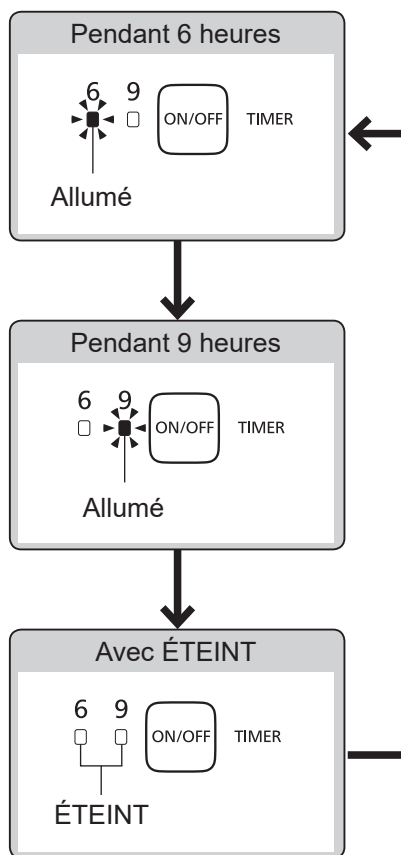 Pendant 6 heures
6 9
ON/OFF TIMER
Allumé
Pendant 9 heures
6 9
ON/OFF TIMER
Allumé
Avec ÉTEINT
6 9
ON/OFF TIMER
ÉTEINT